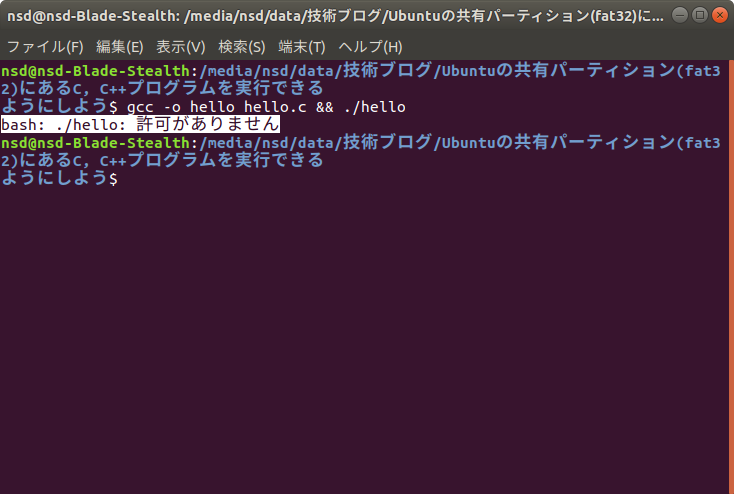 nsd@nsd-Blade-Stealth: /media/nsd/data/技術ブログ/Ubuntuの共有パーティション(fat32)に...
ファイル(F) 編集(E) 表示(V) 検索(S) 端末(T) ヘルプ(H)
nsd@nsd-Blade-Stealth:/media/nsd/data/技術ブログ/Ubuntuの共有パーティション(fat3
2)にあるC，C++プログラムを実行できる
ようにしよう$ gcc -o hello hello.c && ./hello
bash: ./hello: 許可がありません
nsd@nsd-Blade-Stealth:/media/nsd/data/技術ブログ/Ubuntuの共有パーティション(fat3
2)にあるC，C++プログラムを実行できる
ようにしよう$